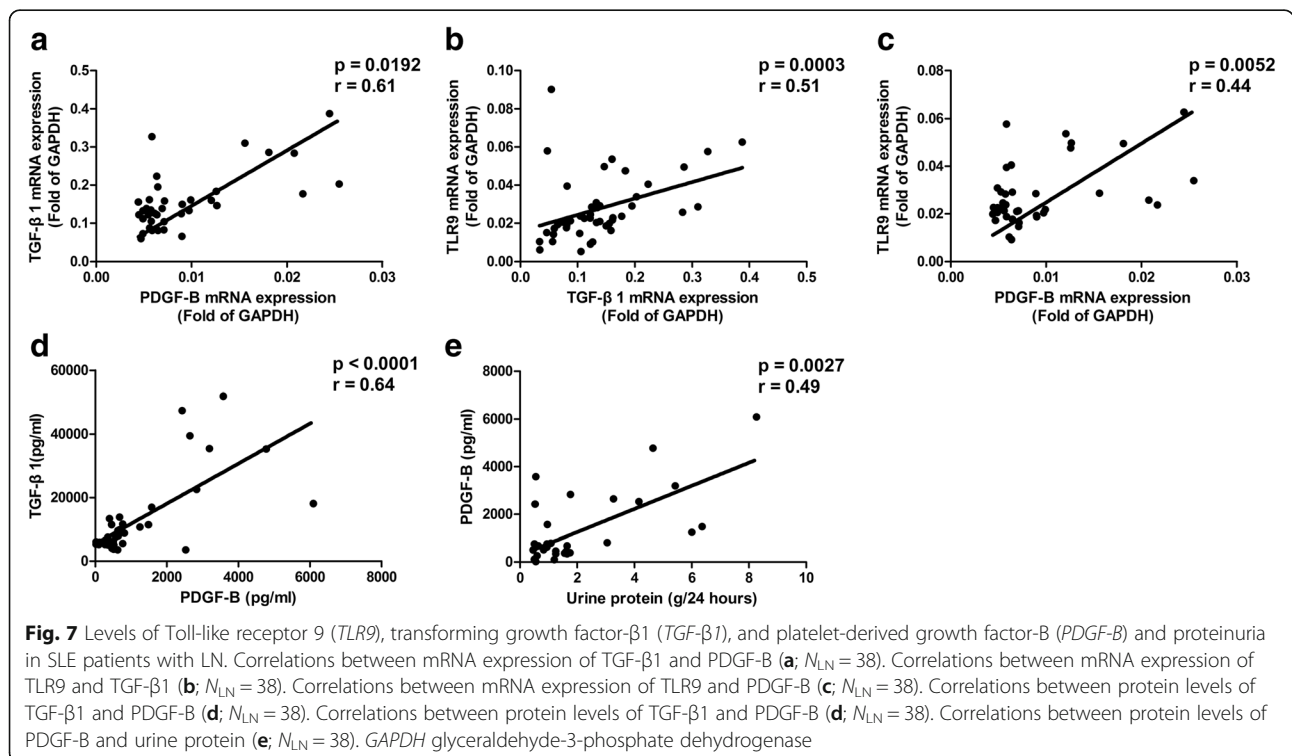 a
p = 0.0192
r = 0.61
TGF-β 1 mRNA expression
(Fold of GAPDH)
0.5
0.4
0.3
0.2
0.1
0.0
0.00
0.01
0.02
0.03
PDGF-B mRNA expression
(Fold of GAPDH)
b
p = 0.0003
r = 0.51
TLR9 mRNA expression
(Fold of GAPDH)
0.10
0.08
0.06
0.04
0.02
0.00
0.0
0.1
0.2
0.3
0.4
0.5
TGF-β 1 mRNA expression
(Fold of GAPDH)
c
p = 0.0052
r = 0.44
TLR9 mRNA expression
(Fold of GAPDH)
0.08
0.06
0.04
0.02
0.00
0.00
0.01
0.02
0.03
PDGF-B mRNA expression
(Fold of GAPDH)
d
p < 0.0001
r = 0.64
TGF-β 1(pg/ml)
60000
40000
20000
0
0
2000
4000
6000
8000
PDGF-B (pg/ml)
e
p = 0.0027
r = 0.49
PDGF-B (pg/ml)
8000
6000
4000
2000
0
0
2
4
6
8
10
Urine protein (g/24 hours)
Fig. 7 Levels of Toll-like receptor 9 (TLR9), transforming growth factor-β1 (TGF-β1), and platelet-derived growth factor-B (PDGF-B) and proteinuria
in SLE patients with LN. Correlations between mRNA expression of TGF-β1 and PDGF-B (a; NLN = 38). Correlations between mRNA expression of
TLR9 and TGF-β1 (b; NLN = 38). Correlations between mRNA expression of TLR9 and PDGF-B (c; NLN = 38). Correlations between protein levels of
TGF-β1 and PDGF-B (d; NLN = 38). Correlations between protein levels of TGF-β1 and PDGF-B (d; NLN = 38). Correlations between protein levels of
PDGF-B and urine protein (e; NLN = 38). GAPDH glyceraldehyde-3-phosphate dehydrogenase